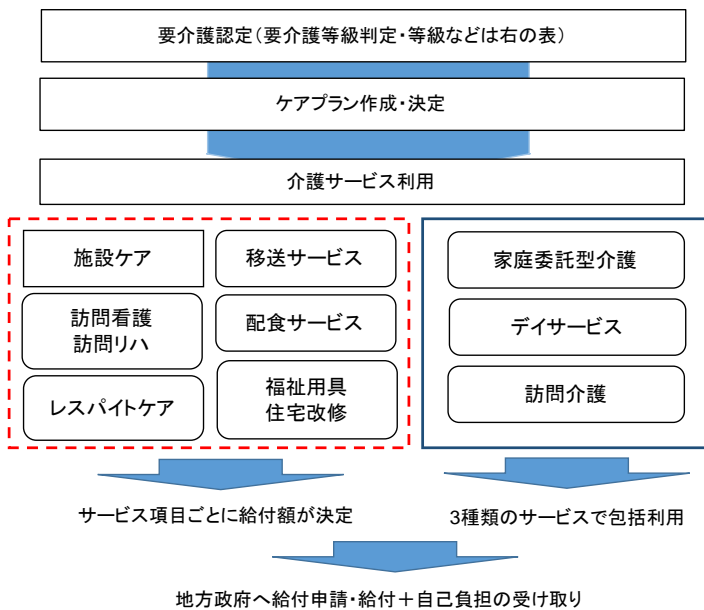 要介護認定(要介護等級判定・等級などは右の表)
ケアプラン作成・決定
介護サービス利用
施設ケア
移送サービス
訪問看護
訪問リハ
配食サービス
レスパイトケア
福祉用具
住宅改修
家庭委託型介護
デイサービス
訪問介護
サービス項目ごとに給付額が決定
3種類のサービスで包括利用
地方政府へ給付申請・給付＋自己負担の受け取り